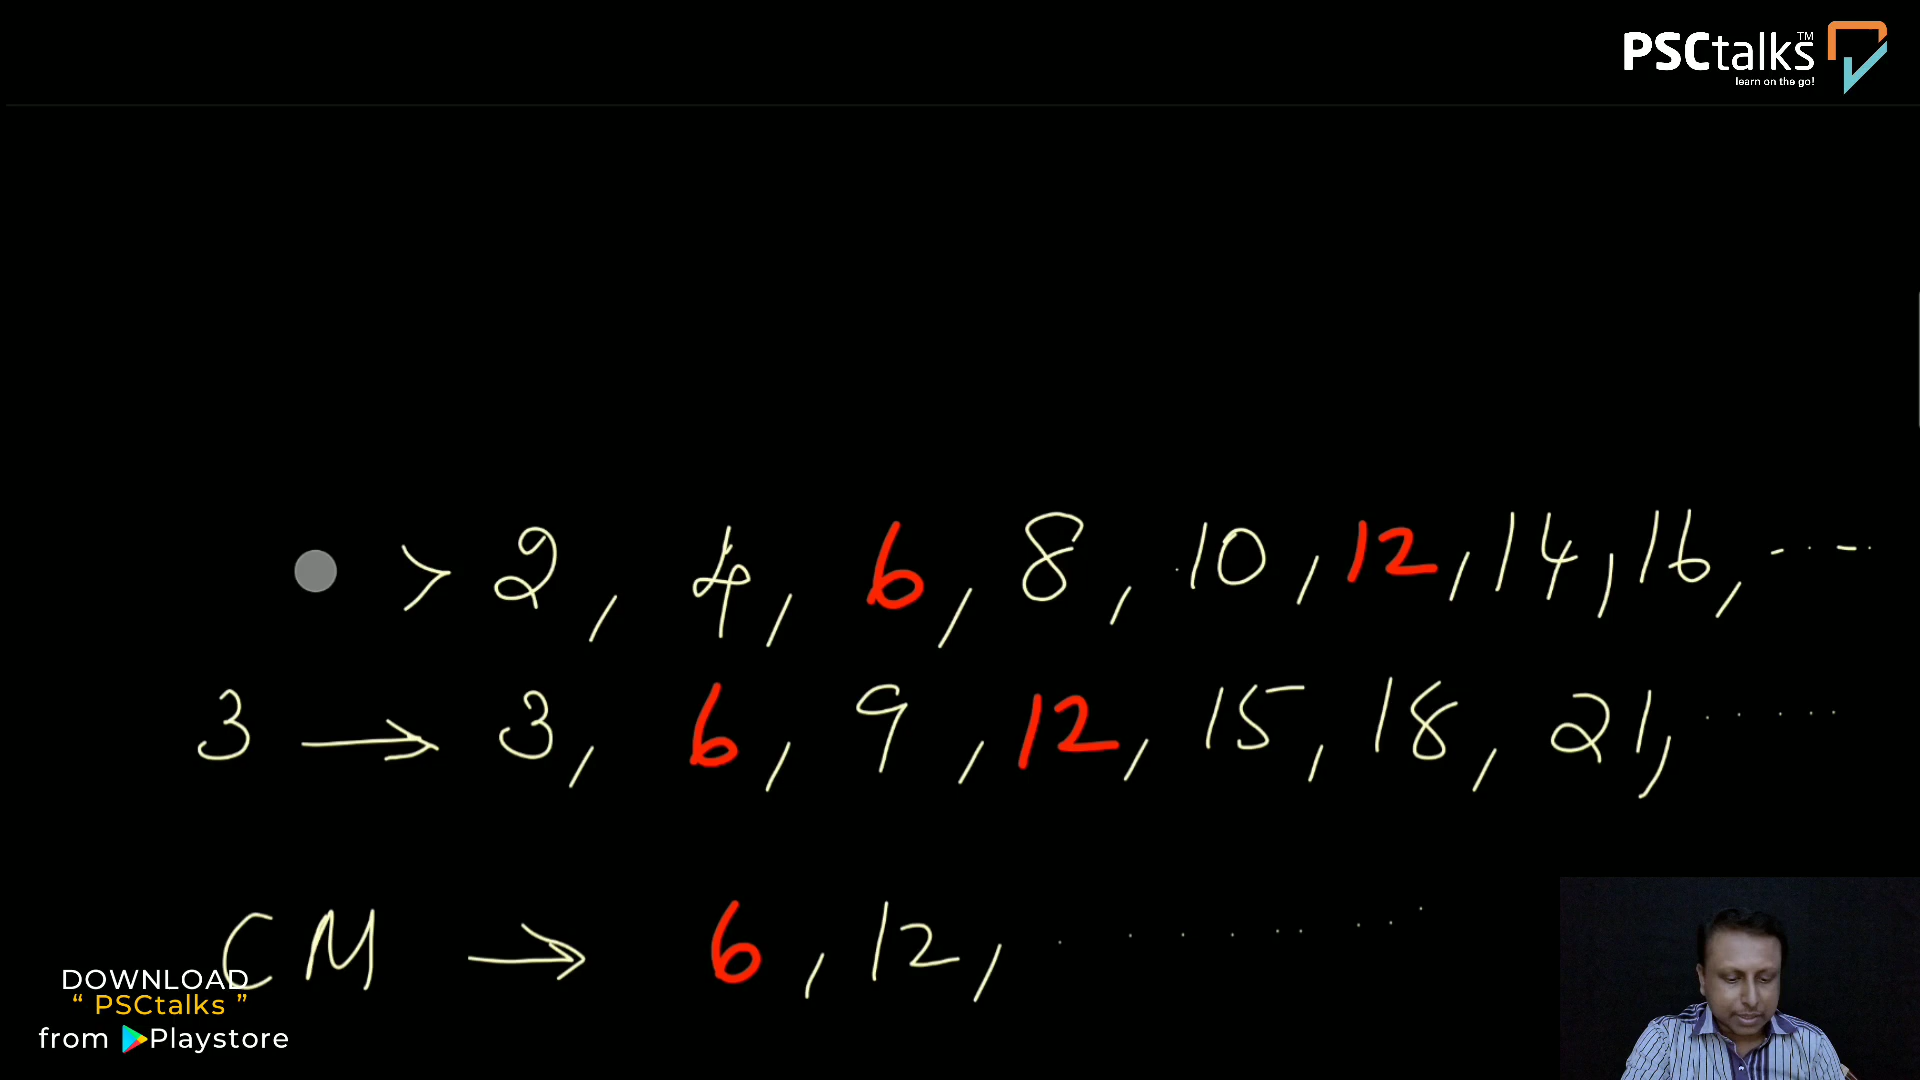 PSCtalks™
learn on the go!
> 2, 4, 6, 8, 10, 12, 14, 16, ----
3 → 3, 6, 9, 12, 15, 18, 21, .....
CM → 6, 12, ........
DOWNLOAD
“ PSCtalks ”
from Playstore